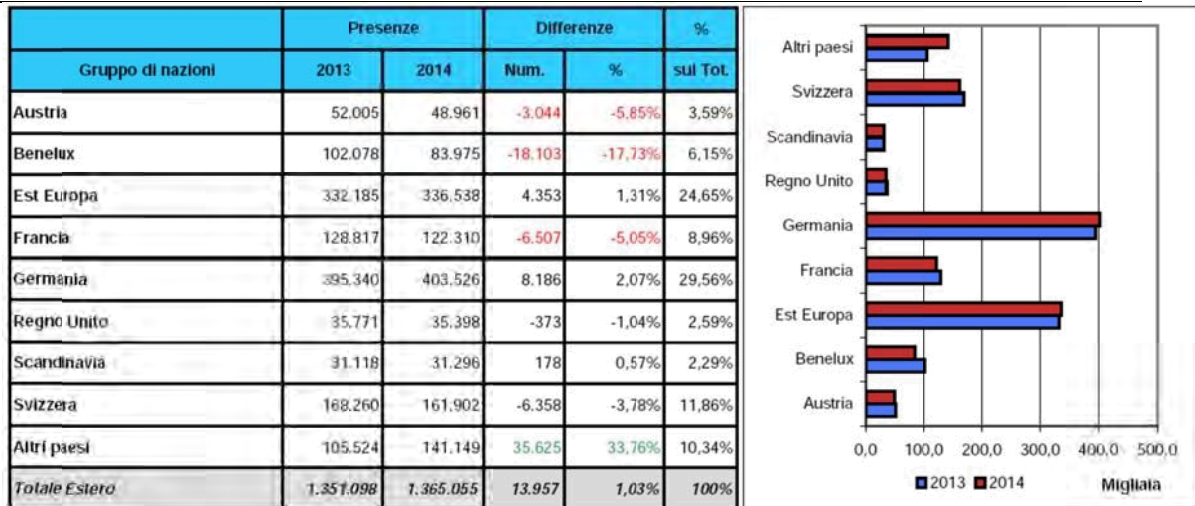 Presenze Differenze %
Gruppo di nazioni 2013 2014 Num. % sul Tot.
Austria 52.005 48.961 -3.044 -5,85% 3,59%
Benelux 102.078 83.975 -18.103 -17,73% 6,15%
Est Europa 332.185 336.538 4.353 1,31% 24,65%
Francia 128.817 122.310 -6.507 -5,05% 8,96%
Germania 395.340 403.526 8.186 2,07% 29,56%
Regno Unito 35.771 35.398 -373 -1,04% 2,59%
Scandinavia 31.118 31.296 178 0,57% 2,29%
Svizzera 168.260 161.902 -6.358 -3,78% 11,86%
Altri paesi 105.524 141.149 35.625 33,76% 10,34%
Totale Estero 1.351.098 1.365.055 13.957 1,03% 100%
Altri paesi
Svizzera
Scandinavia
Regno Unito
Germania
Francia
Est Europa
Benelux
Austria
0,0 100,0 200,0 300,0 400,0 500,0
2013 2014 Migliaia